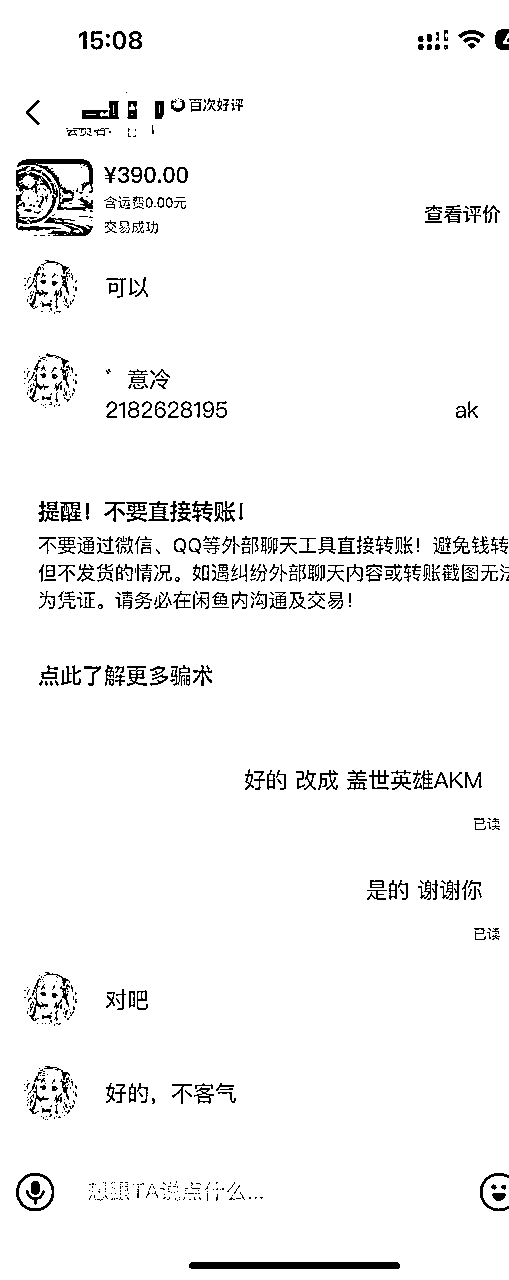 15:08
百次好评
¥390.00
含运费0.00元
交易成功
查看评价
可以
゛意冷
2182628195 ak
提醒！不要直接转账！
不要通过微信、QQ等外部聊天工具直接转账！避免钱转
但不发货的情况。如遇纠纷外部聊天内容或转账截图无法
为凭证。请务必在闲鱼内沟通及交易！
点此了解更多骗术
好的 改成 盖世英雄AKM
已读
是的 谢谢你
已读
对吧
好的，不客气
想跟TA说点什么...